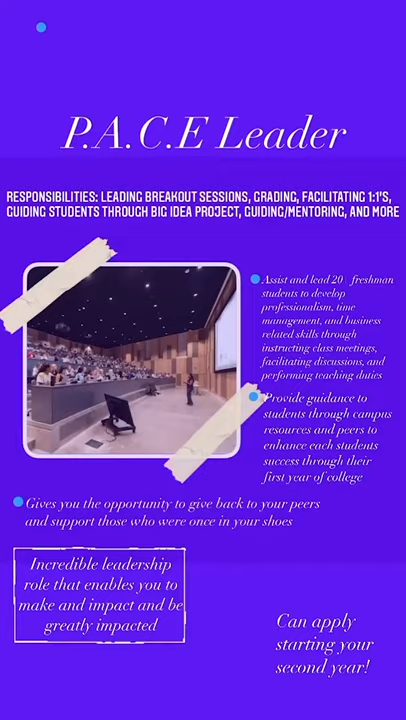 P.A.C.E Leader
RESPONSIBILITIES: LEADING BREAKOUT SESSIONS, GRADING, FACILITATING 1:1'S,
GUIDING STUDENTS THROUGH BIG IDEA PROJECT, GUIDING/MENTORING, AND MORE
Assist and lead 20 freshman
students to develop
professionalism, time
management, and business
related skills through
instructing class meetings,
facilitating discussions, and
performing teaching duties
Provide guidance to
students through campus
resources and peers to
enhance each students
success through their
first year of college
Gives you the opportunity to give back to your peers
and support those who were once in your shoes
Incredible leadership
role that enables you to
make and impact and be
greatly impacted
Can apply
starting your
second year!